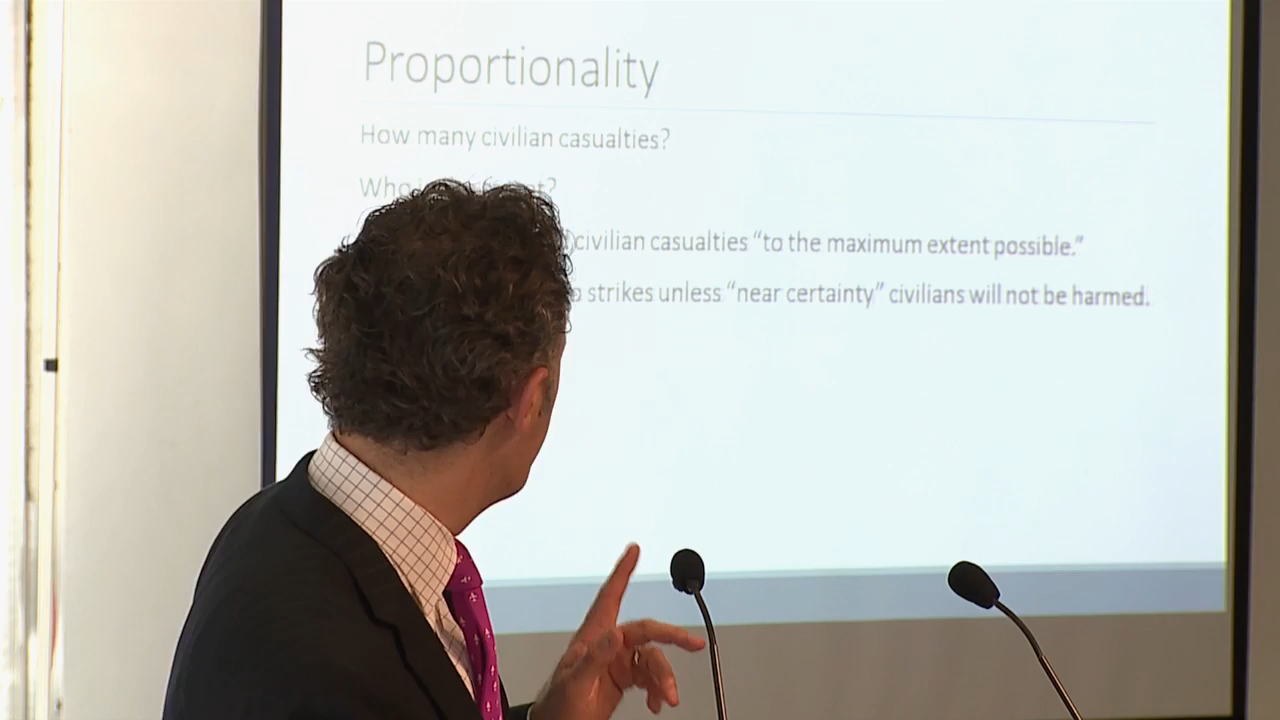 Proportionality
How many civilian casualties?
Who
civilian casualties “to the maximum extent possible.”
strikes unless “near certainty” civilians will not be harmed.